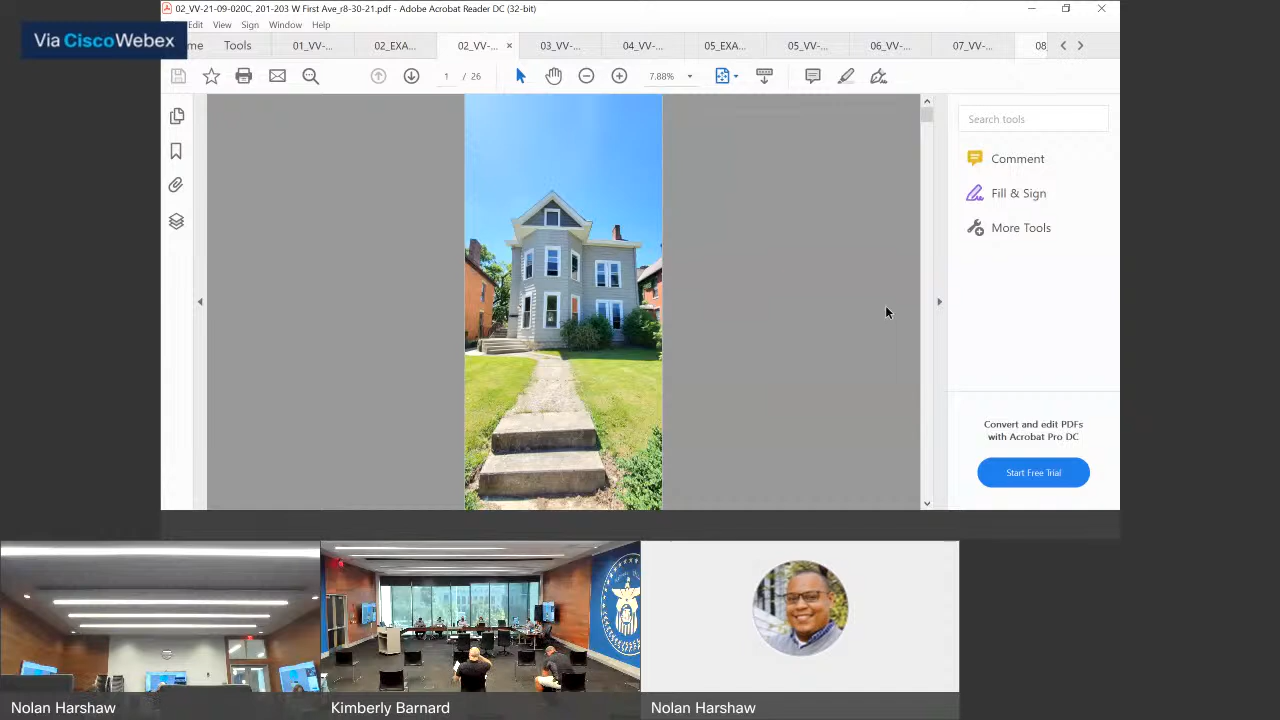 02_VV-21-09-020C, 201-203 W First Ave_r8-30-21.pdf - Adobe Acrobat Reader DC (32-bit)
Edit View Sign Window Help
Via CiscoWebex
me Tools 01_VV-... 02_EXA... 02_VV-... 03_VV-... 04_VV-... 05_EXA... 05_VV-... 06_VV-... 07_VV-... 08
1 / 26 7.88%
Search tools
Comment
Fill & Sign
More Tools
Convert and edit PDFs
with Acrobat Pro DC
Start Free Trial
Nolan Harshaw Kimberly Barnard Nolan Harshaw